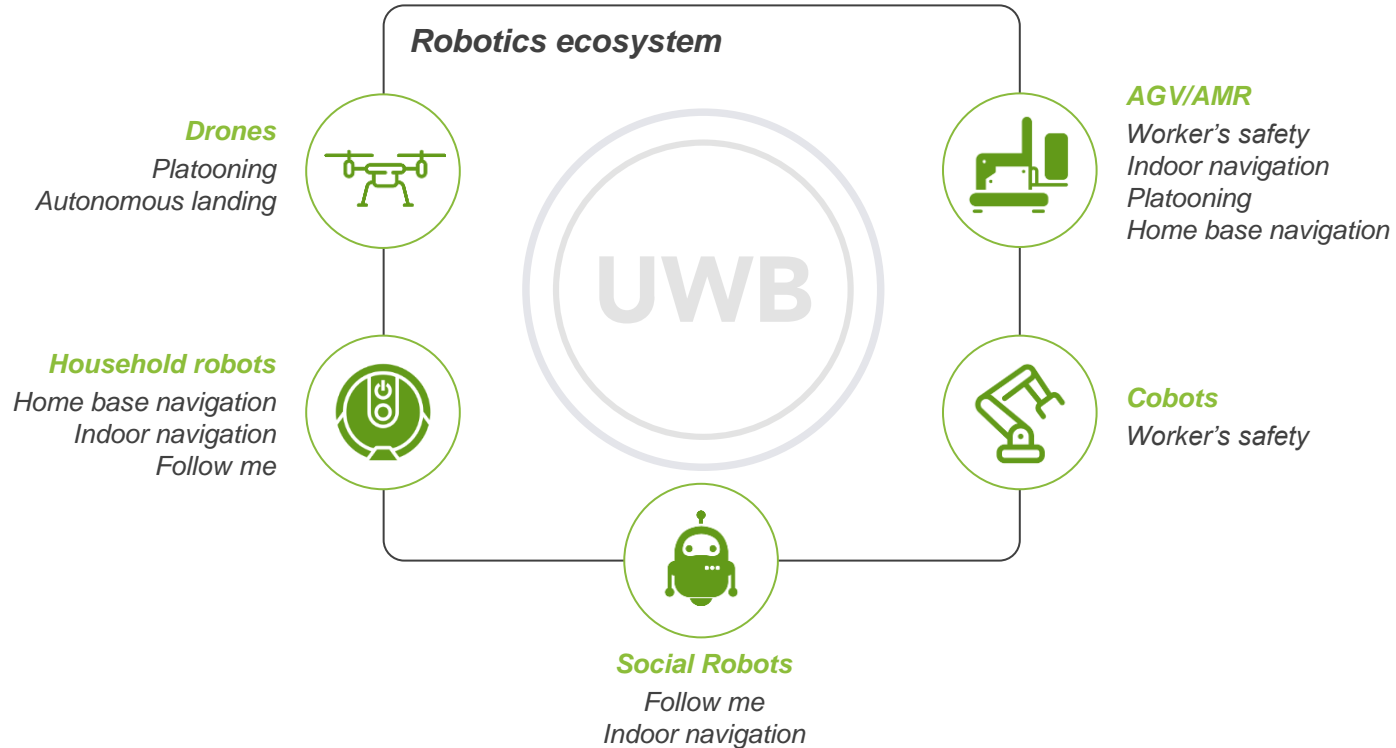 Robotics ecosystem
Drones
Platooning
Autonomous landing
AGV/AMR
Worker's safety
Indoor navigation
Platooning
Home base navigation
UWB
Household robots
Home base navigation
Indoor navigation
Follow me
Cobots
Worker's safety
Social Robots
Follow me
Indoor navigation